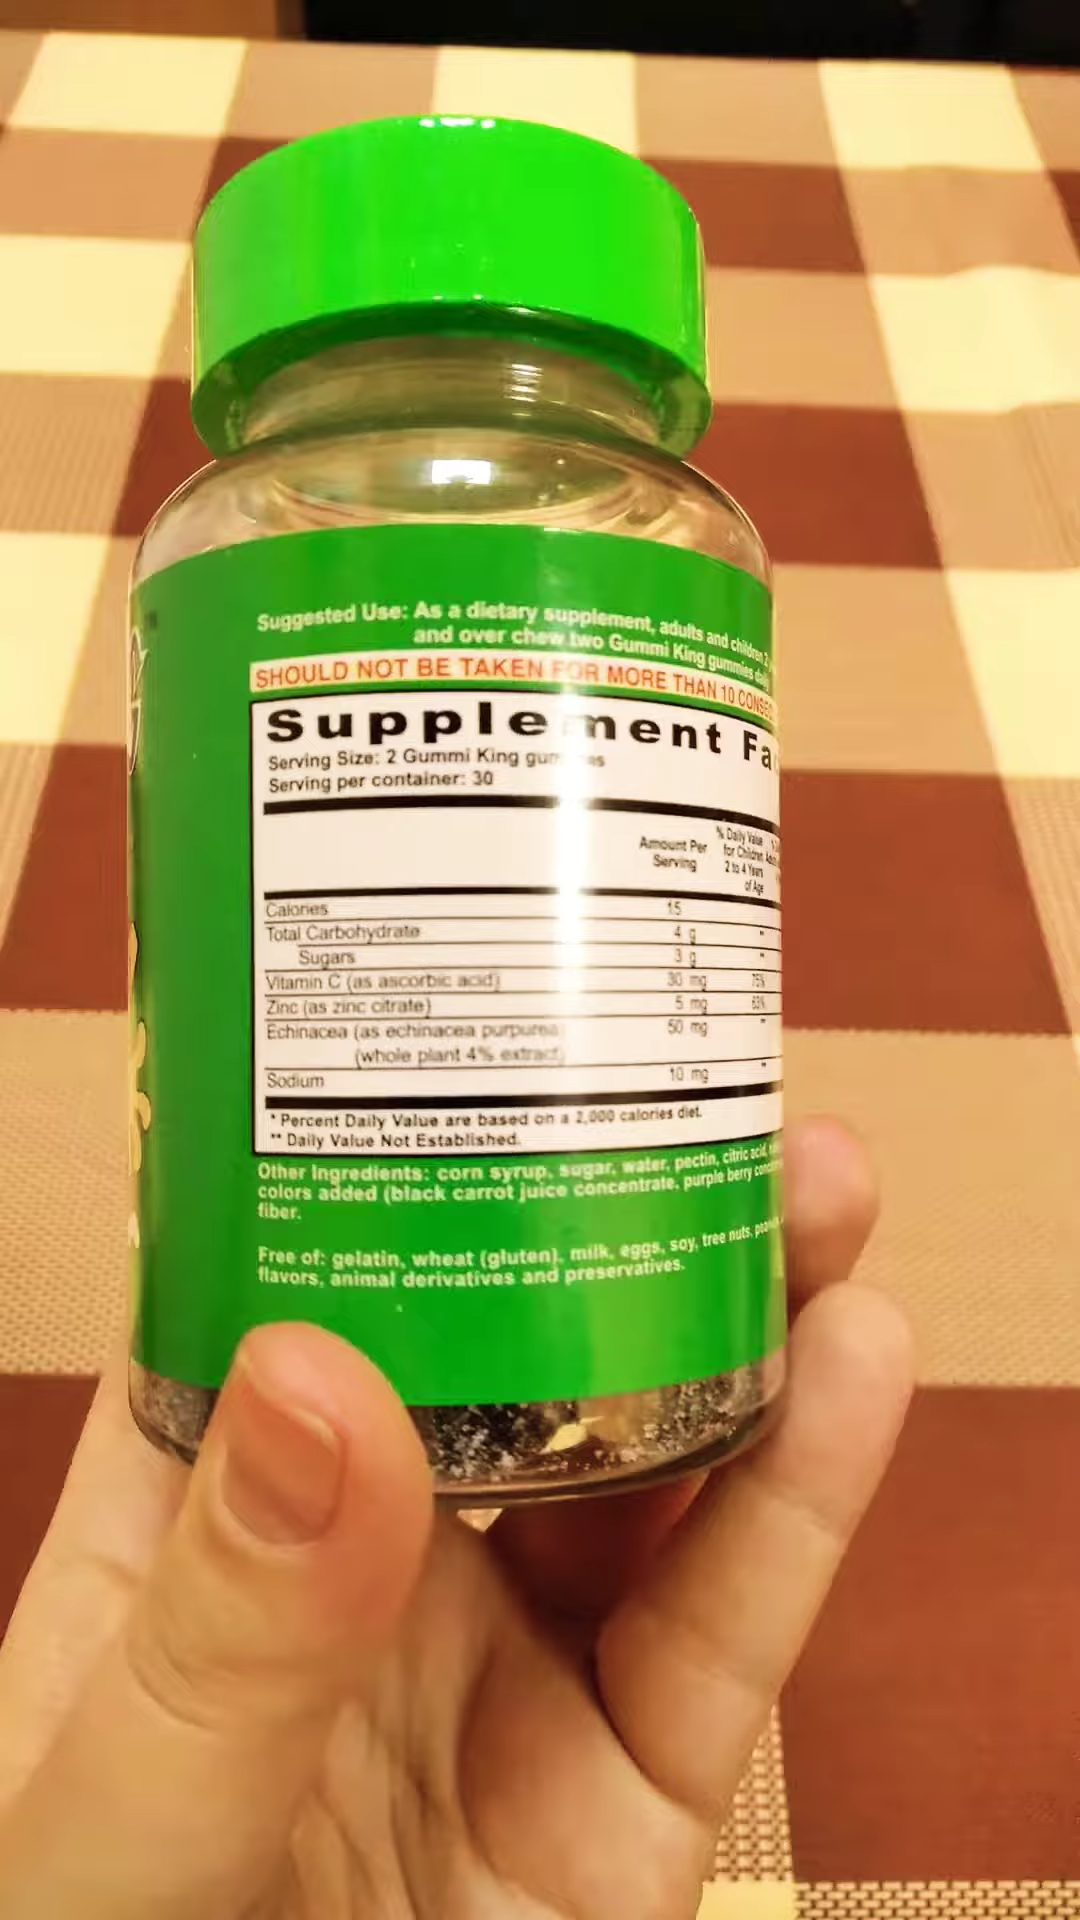 Suggested Use: As a dietary supplement, adults and children 2
and over chew two Gummi King gummies daily
SHOULD NOT BE TAKEN FOR MORE THAN 10
Supplement
Serving Size: 2 Gummi King
Serving per container: 30
Amount Per Serving
% Daily Value for Children 2 to 4 Years of Age
Calories 15
Total Carbohydrate 4 g **
Sugars 3 g **
Vitamin C (as ascorbic acid) 30 mg 75%
Zinc (as zinc citrate) 5 mg 63%
Echinacea (as echinacea purpurea 50 mg **
(whole plant 4% extract)
Sodium 10 mg **
* Percent Daily Value are based on a 2,000 calories diet.
** Daily Value Not Established.
Other Ingredients: corn syrup, sugar, water, pectin, citric acid,
colors added (black carrot juice concentrate, purple berry
fiber.
Free of: gelatin, wheat (gluten), milk, eggs, soy, tree nuts,
flavors, animal derivatives and preservatives.